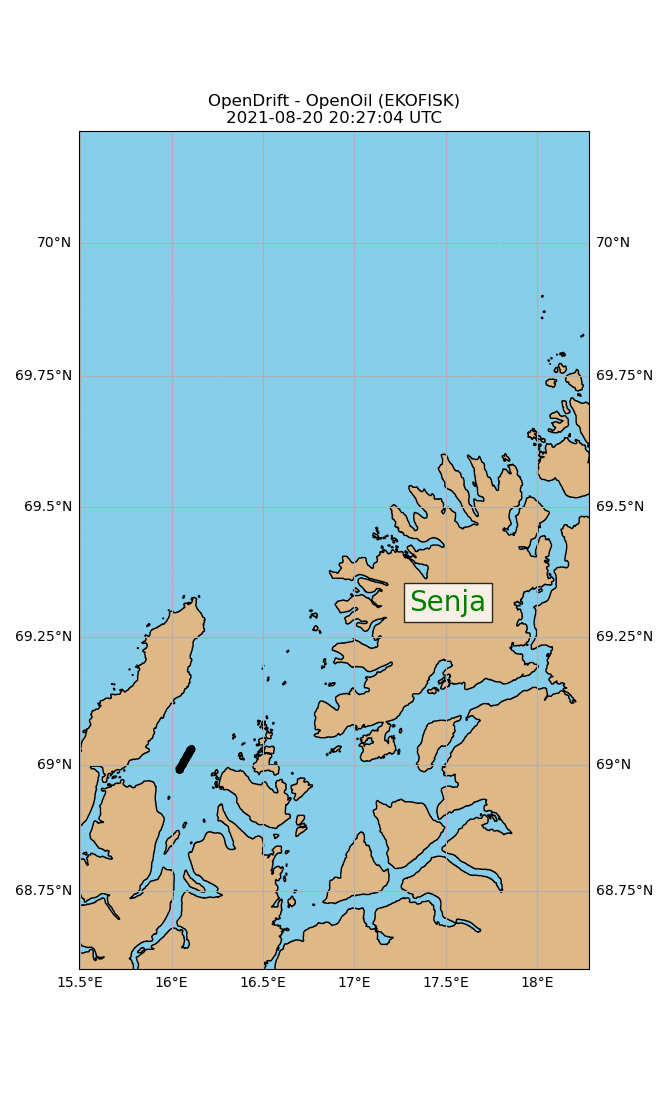 OpenDrift - OpenOil (EKOFISK)
2021-08-20 20:27:04 UTC
70°N 70°N
69.75°N 69.75°N
69.5°N 69.5°N
Senja
69.25°N 69.25°N
69°N 69°N
68.75°N 68.75°N
15.5°E 16°E 16.5°E 17°E 17.5°E 18°E